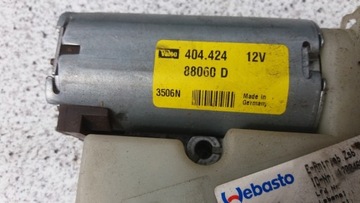 Valeo 404.424 12V
88060 D
3506N Made in Germany
Webasto